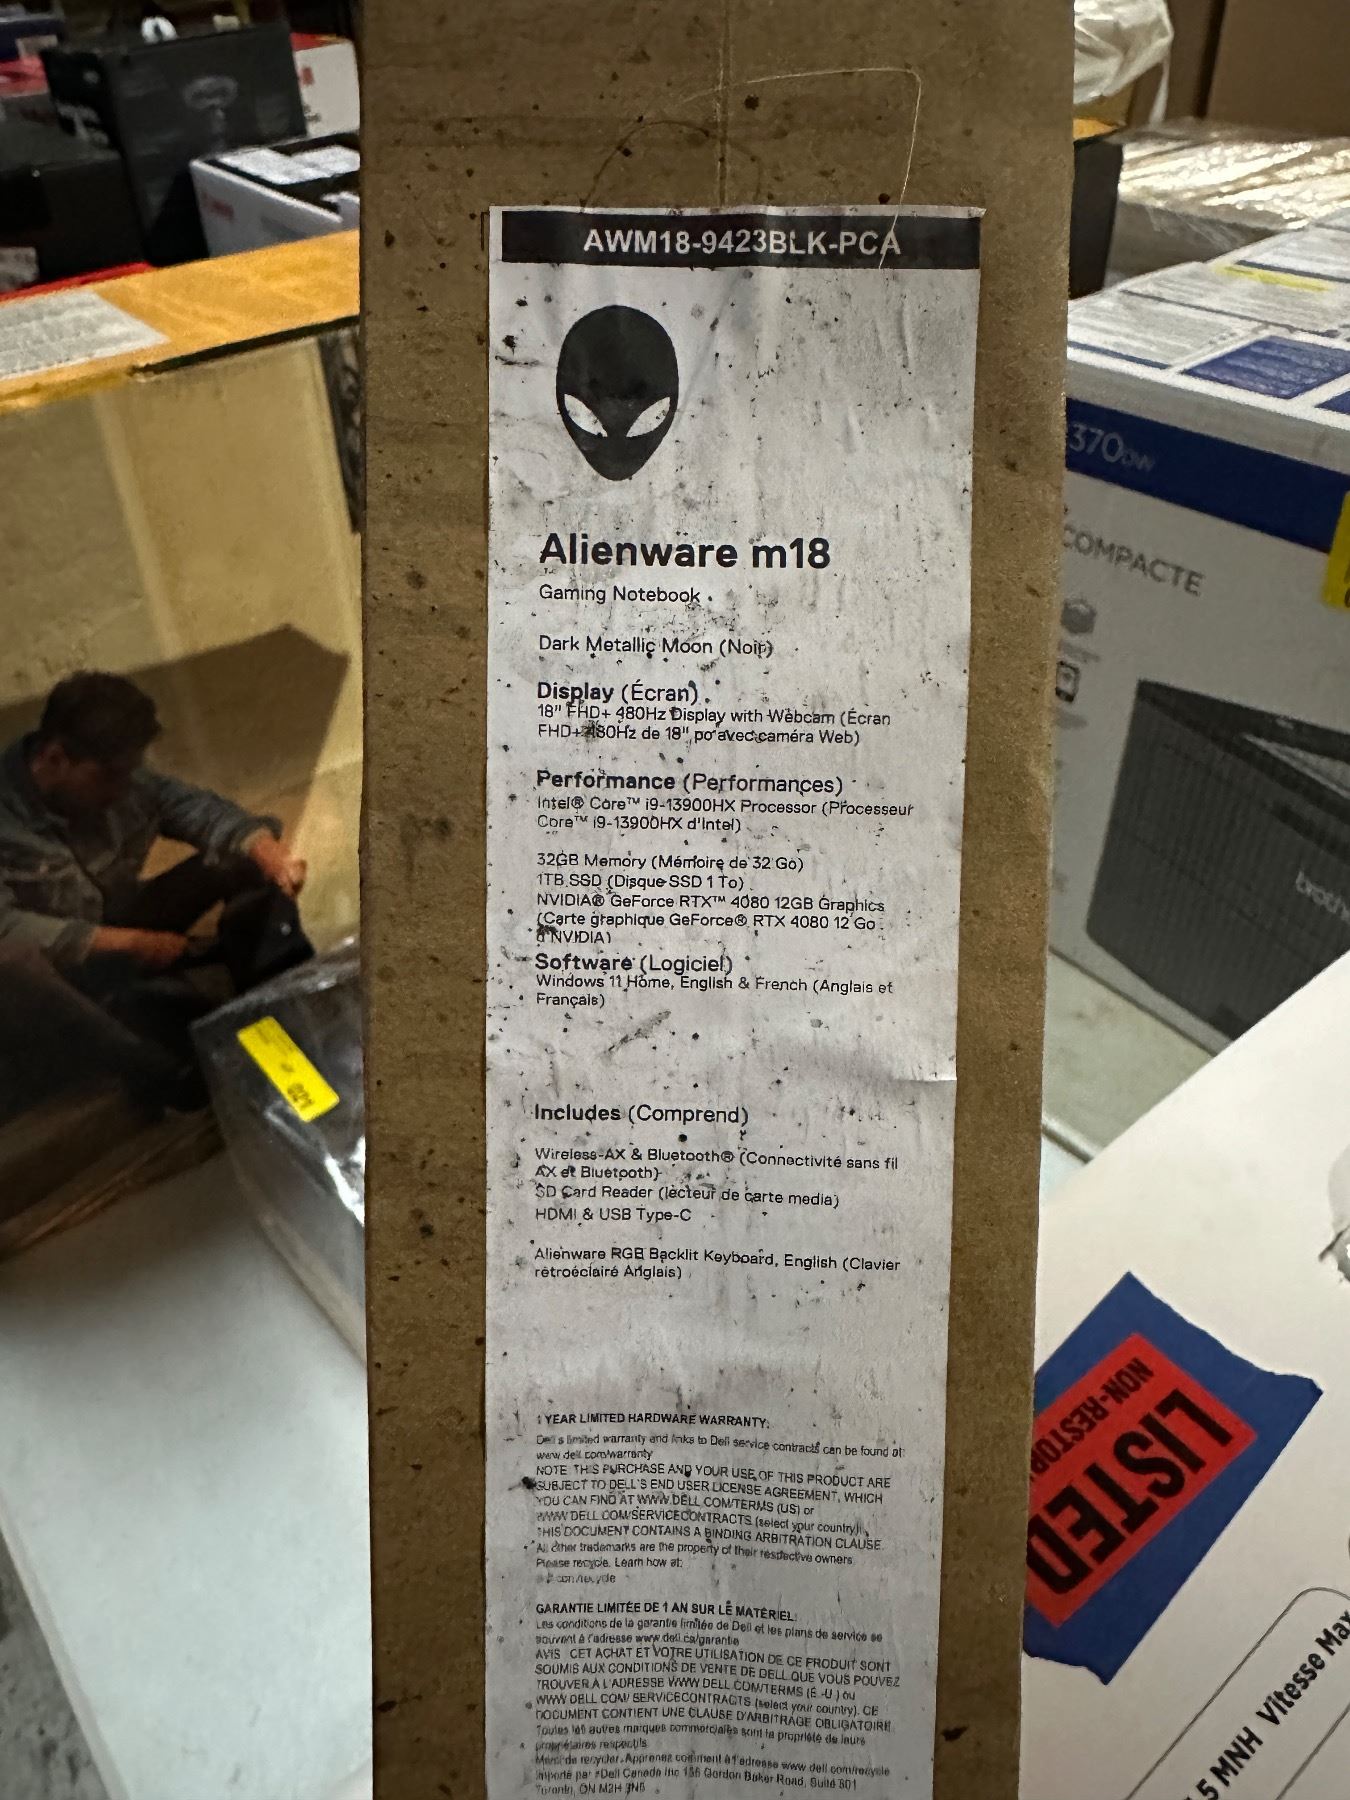 AWM18-9423BLK-PCA
Alienware m18
Gaming Notebook
Dark Metallic Moon (Noir)
Display (Écran)
18" FHD+ 480Hz Display with Webcam (Écran
FHD+ 480Hz de 18" po avec caméra Web)
Performance (Performances)
Intel® Core™ i9-13900HX Processor (Processeur
Core™ i9-13900HX d'Intel)
32GB Memory (Mémoire de 32 Go)
1TB SSD (Disque SSD 1 To)
NVIDIA® GeForce RTX™ 4080 12GB Graphics
(Carte graphique GeForce® RTX 4080 12 Go
d'NVIDIA)
Software (Logiciel)
Windows 11 Home, English & French (Anglais et
Français)
Includes (Comprend)
Wireless-AX & Bluetooth® (Connectivité sans fil
AX et Bluetooth)
SD Card Reader (lecteur de carte media)
HDMI & USB Type-C
Alienware RGB Backlit Keyboard, English (Clavier
rétroéclairé Anglais)
1 YEAR LIMITED HARDWARE WARRANTY:
Dell's limited warranty and links to Dell service contracts can be found at:
www.dell.com/warranty
NOTE: THIS PURCHASE AND YOUR USE OF THIS PRODUCT ARE
SUBJECT TO DELL'S END USER LICENSE AGREEMENT, WHICH
YOU CAN FIND AT WWW.DELL.COM/TERMS (US) or
WWW.DELL.COM/SERVICECONTRACTS (select your country).
THIS DOCUMENT CONTAINS A BINDING ARBITRATION CLAUSE.
All other trademarks are the property of their respective owners.
Please recycle. Learn how at:
GARANTIE LIMITÉE DE 1 AN SUR LE MATÉRIEL:
Les conditions de la garantie limitée de Dell et les plans de service se
trouvent à l'adresse www.dell.ca/garantie
AVIS : CET ACHAT ET VOTRE UTILISATION DE CE PRODUIT SONT
SOUMIS AUX CONDITIONS DE VENTE DE DELL QUE VOUS POUVEZ
TROUVER À L'ADRESSE WWW.DELL.COM/TERMS (É.-U.) ou
WWW.DELL.COM/SERVICECONTRACTS (select your country). CE
DOCUMENT CONTIENT UNE CLAUSE D'ARBITRAGE OBLIGATOIRE.
Toutes les autres marques commerciales sont la propriété de leurs
propriétaires respectifs.
Merci de recycler. Apprenez comment à l'adresse www.dell.com/recycle
Importé par : Dell Canada Inc 155 Gordon Baker Road, Suite 501
Toronto, ON M2H 3N5
370DW
COMPACTE
brother
LISTED
NON-RESTOR
.5 MNH Vitesse Max